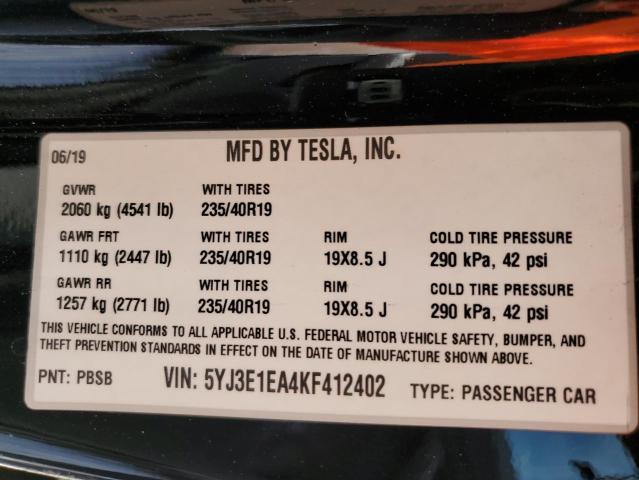 06/19 MFD BY TESLA, INC.
GVWR WITH TIRES
2060 kg (4541 lb) 235/40R19
GAWR FRT WITH TIRES RIM COLD TIRE PRESSURE
1110 kg (2447 lb) 235/40R19 19X8.5 J 290 kPa, 42 psi
GAWR RR WITH TIRES RIM COLD TIRE PRESSURE
1257 kg (2771 lb) 235/40R19 19X8.5 J 290 kPa, 42 psi
THIS VEHICLE CONFORMS TO ALL APPLICABLE U.S. FEDERAL MOTOR VEHICLE SAFETY, BUMPER, AND
THEFT PREVENTION STANDARDS IN EFFECT ON THE DATE OF MANUFACTURE SHOWN ABOVE.
PNT: PBSB VIN: 5YJ3E1EA4KF412402 TYPE: PASSENGER CAR